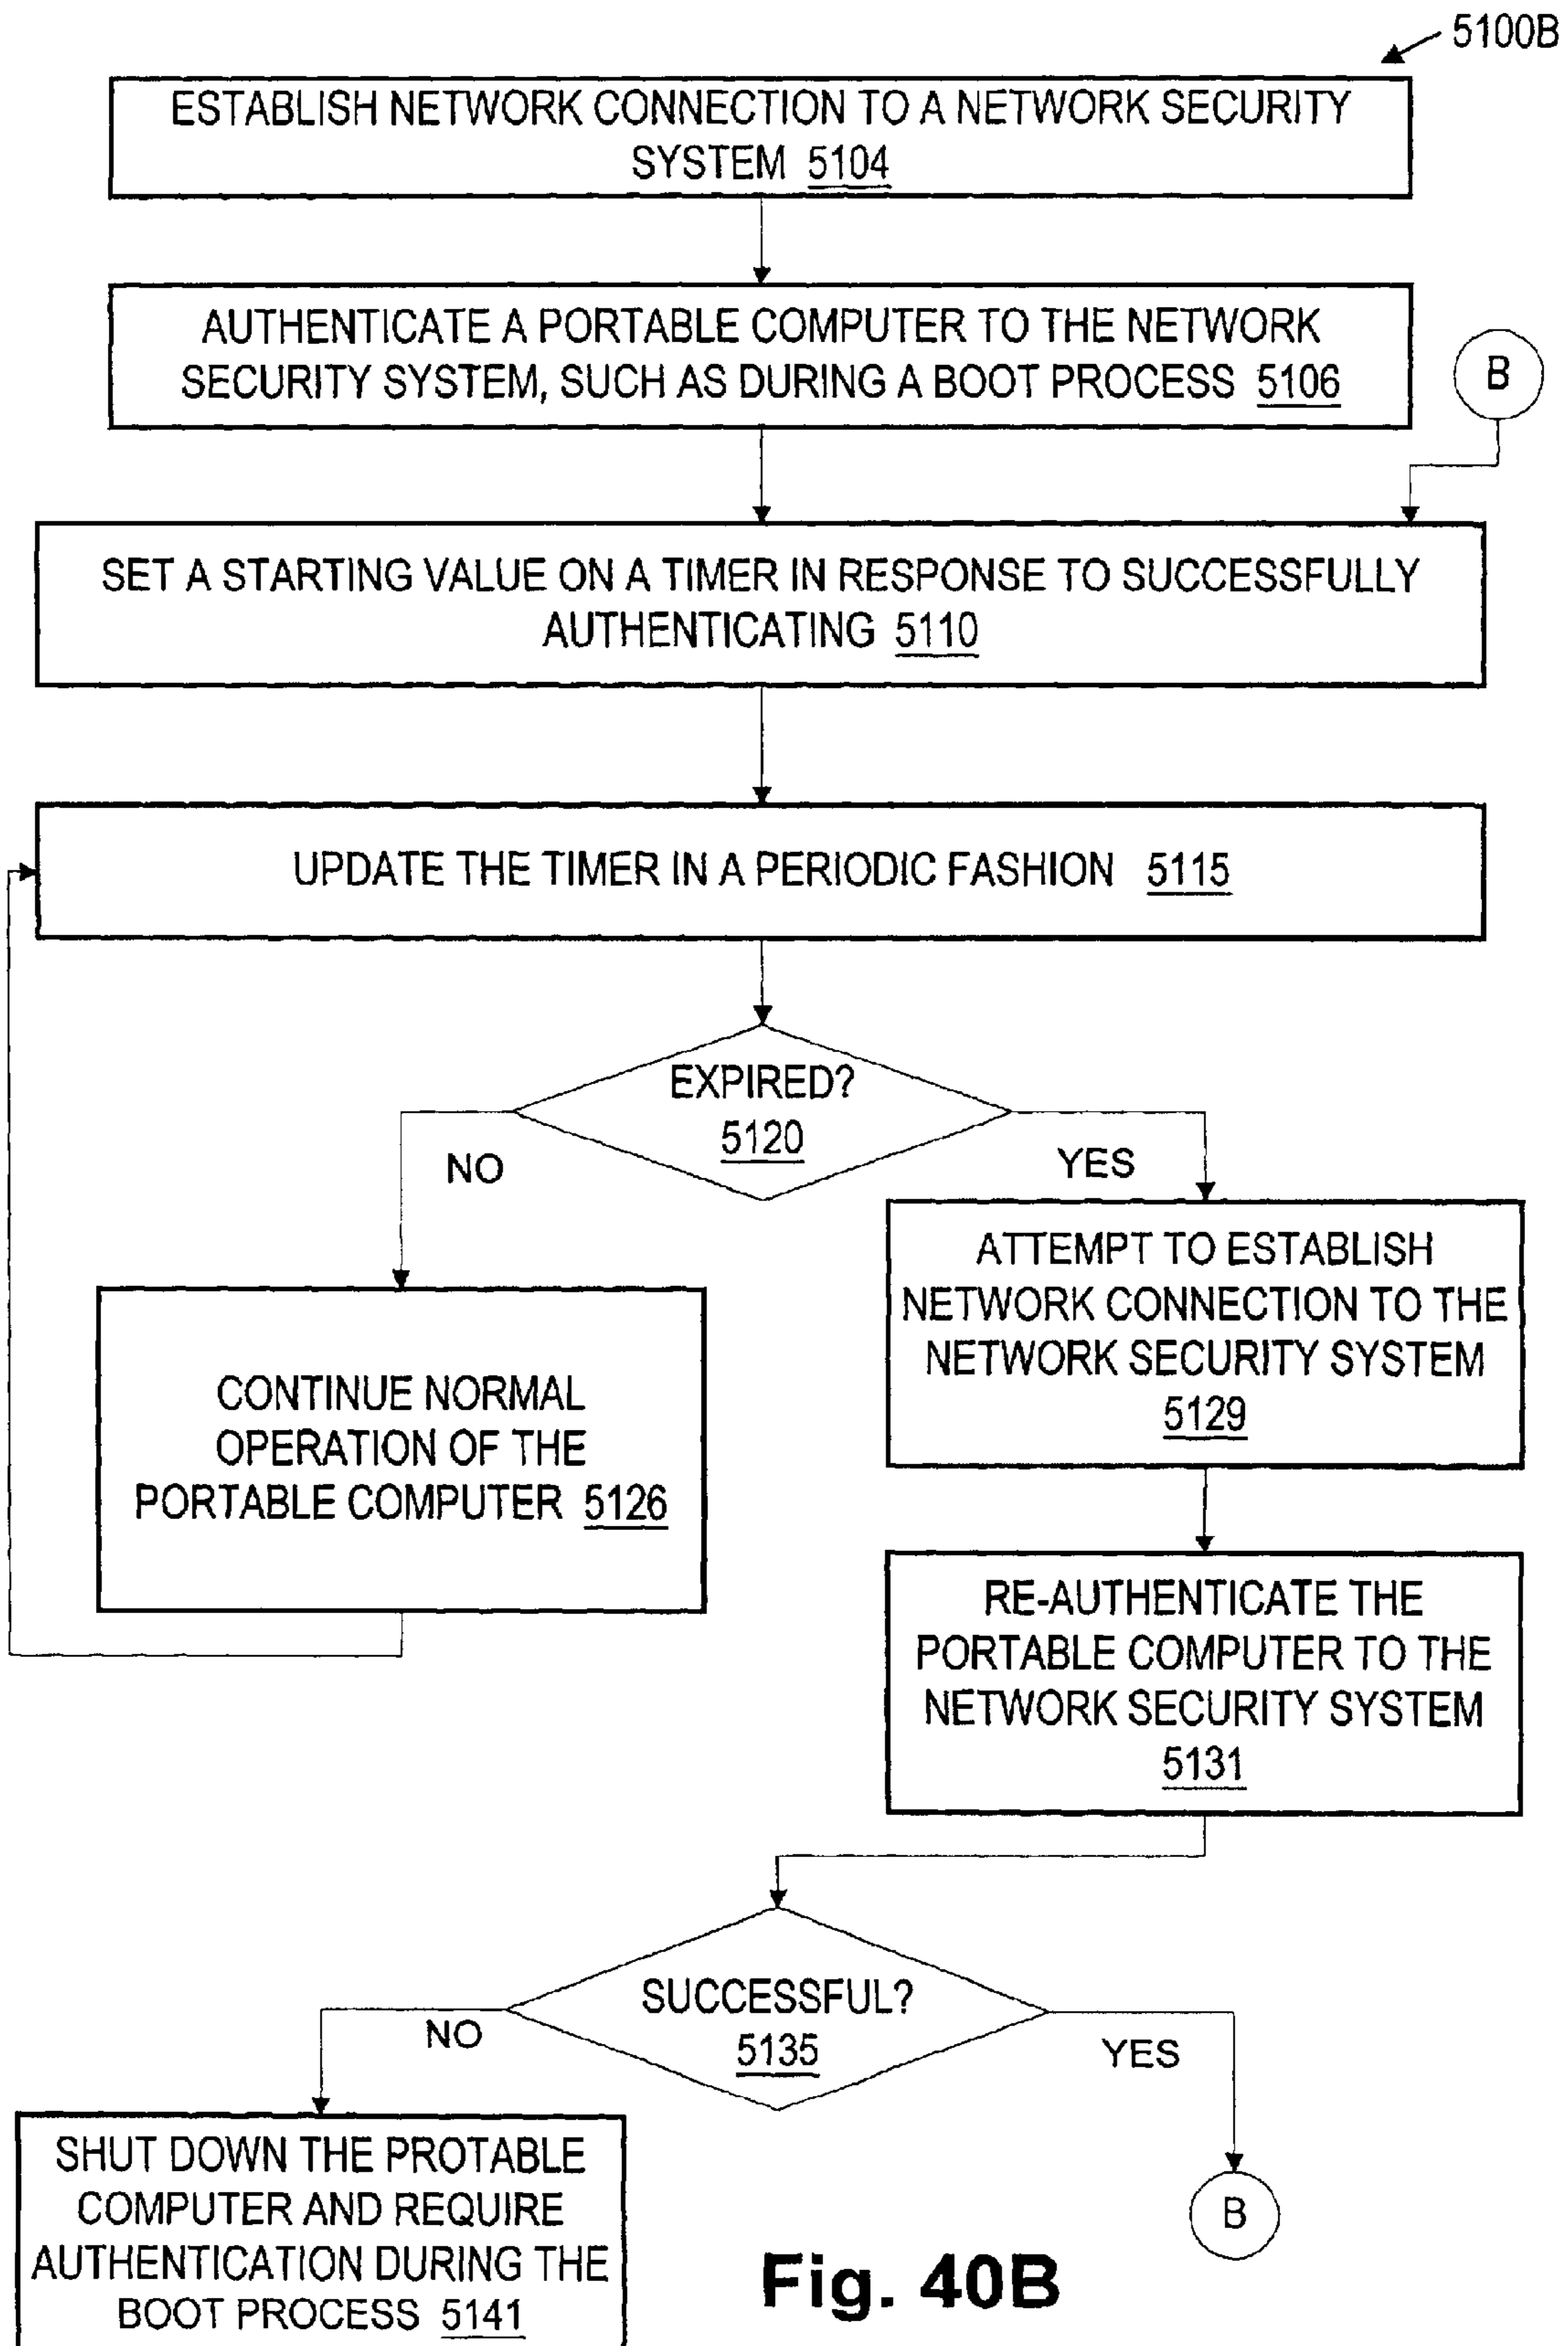 5100B
ESTABLISH NETWORK CONNECTION TO A NETWORK SECURITY
SYSTEM 5104
AUTHENTICATE A PORTABLE COMPUTER TO THE NETWORK
SECURITY SYSTEM, SUCH AS DURING A BOOT PROCESS 5106
B
SET A STARTING VALUE ON A TIMER IN RESPONSE TO SUCCESSFULLY
AUTHENTICATING 5110
UPDATE THE TIMER IN A PERIODIC FASHION 5115
EXPIRED?
5120
NO
YES
CONTINUE NORMAL
OPERATION OF THE
PORTABLE COMPUTER 5126
ATTEMPT TO ESTABLISH
NETWORK CONNECTION TO THE
NETWORK SECURITY SYSTEM
5129
RE-AUTHENTICATE THE
PORTABLE COMPUTER TO THE
NETWORK SECURITY SYSTEM
5131
SUCCESSFUL?
5135
NO
YES
SHUT DOWN THE PROTABLE
COMPUTER AND REQUIRE
AUTHENTICATION DURING THE
BOOT PROCESS 5141
B
Fig. 40B